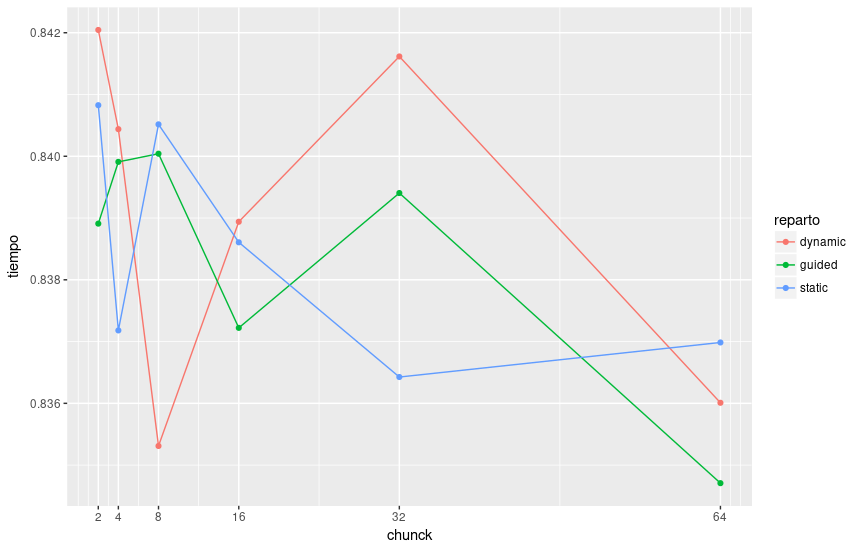 0.842
0.840
0.838
0.836
tiempo
2 4 8 16 32 64
chunck
reparto
dynamic
guided
static